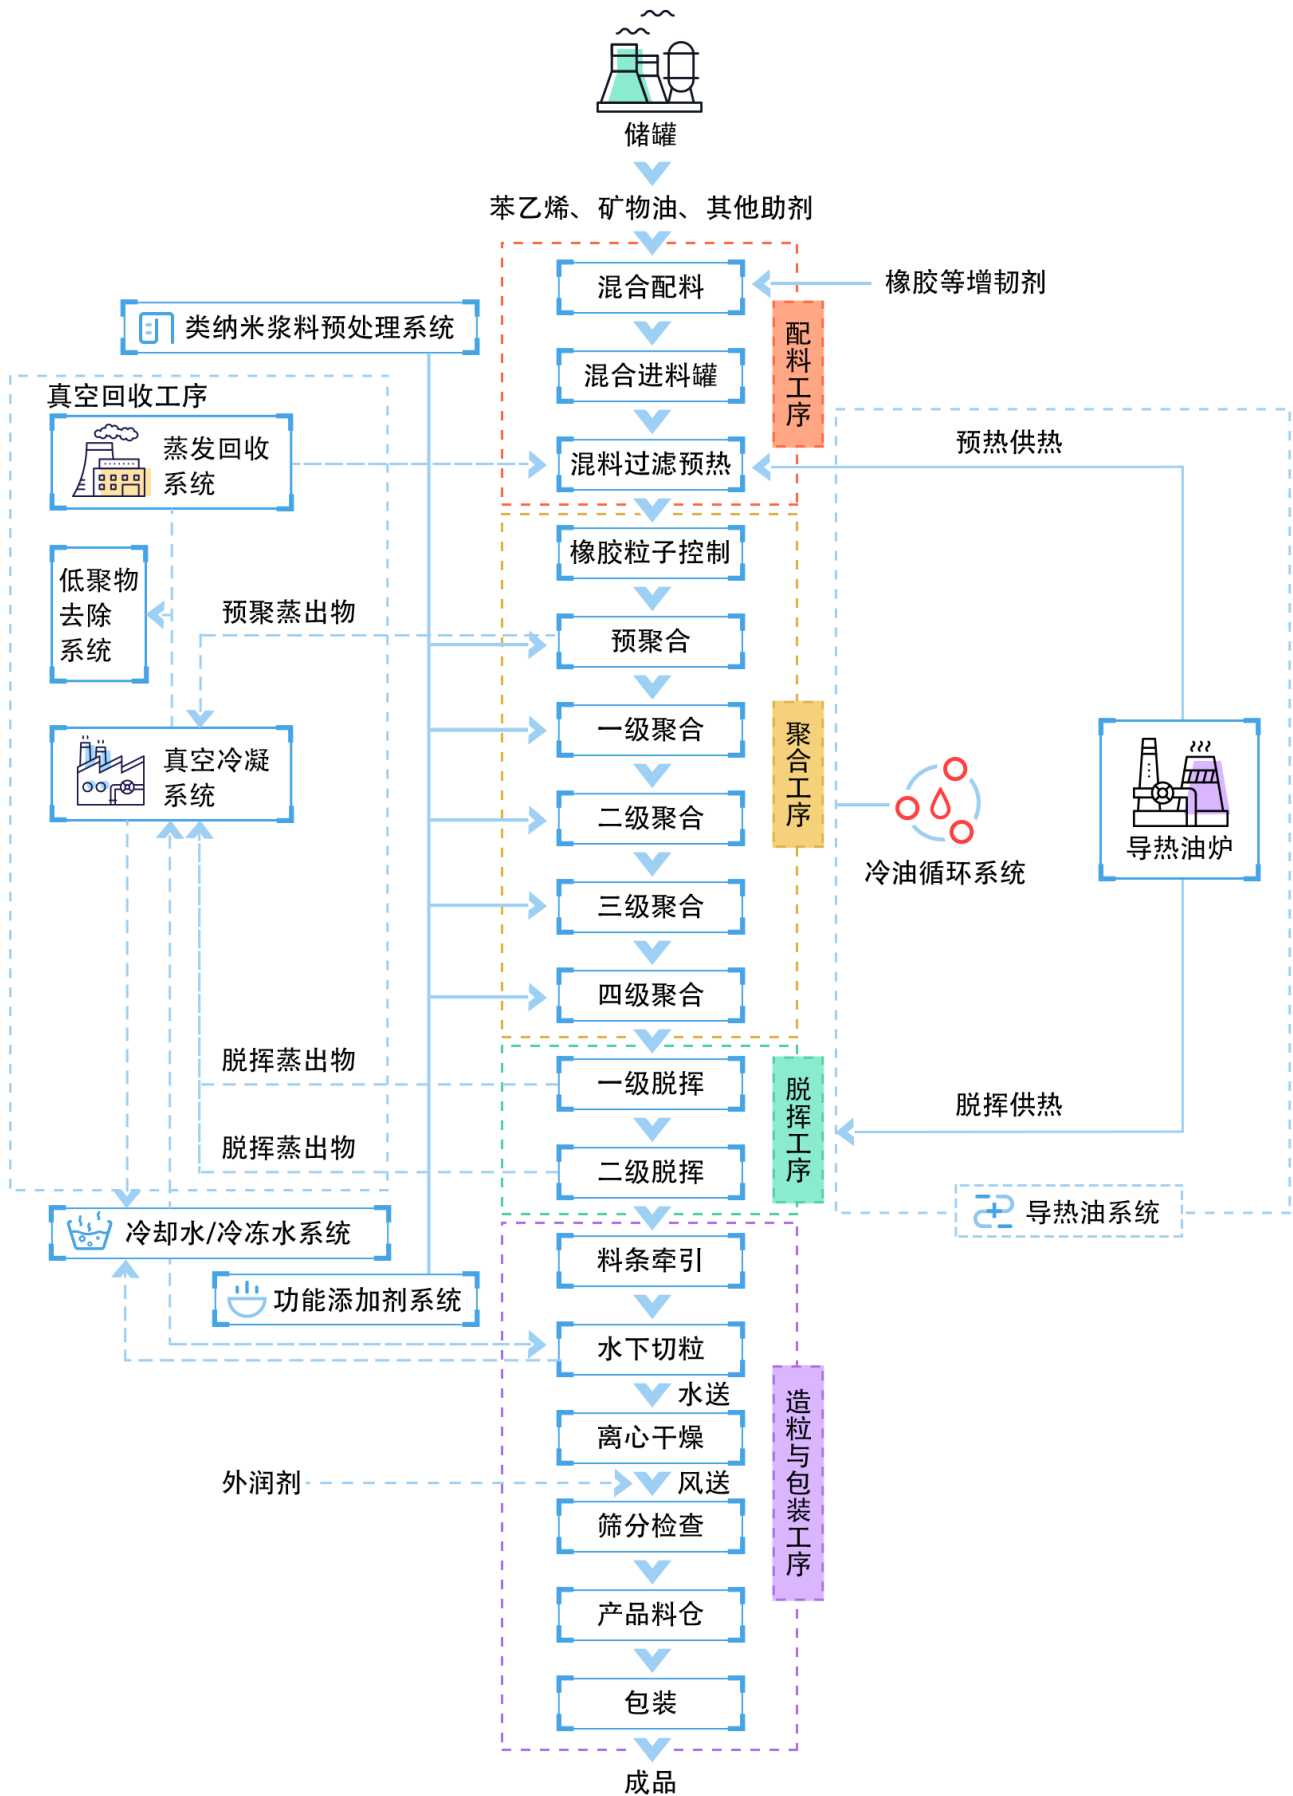 储罐
苯乙烯、矿物油、其他助剂
混合配料
橡胶等增韧剂
类纳米浆料预处理系统
配料工序
混合进料罐
真空回收工序
蒸发回收
系统
混料过滤预热
预热供热
橡胶粒子控制
低聚物
去除
系统
预聚蒸出物
预聚合
一级聚合
聚合工序
真空冷凝
系统
二级聚合
冷油循环系统
导热油炉
三级聚合
四级聚合
脱挥蒸出物
一级脱挥
脱挥工序
脱挥供热
脱挥蒸出物
二级脱挥
导热油系统
冷却水/冷冻水系统
料条牵引
功能添加剂系统
水下切粒
水送
造粒与包装工序
离心干燥
外润剂
风送
筛分检查
产品料仓
包装
成品